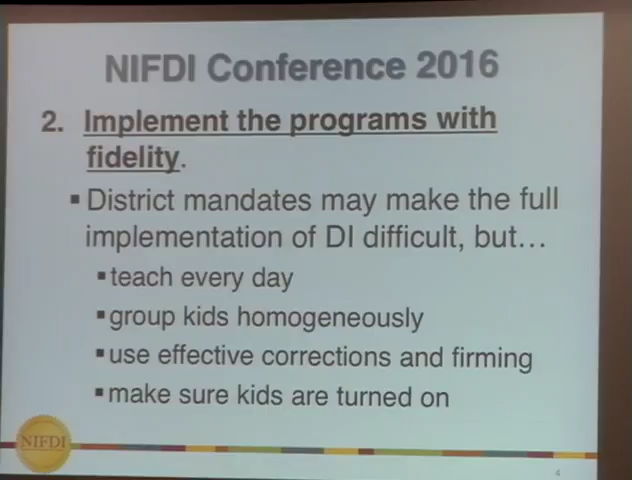 NIFDI Conference 2016
2. Implement the programs with
fidelity.
▪ District mandates may make the full
implementation of DI difficult, but...
▪ teach every day
▪ group kids homogeneously
▪ use effective corrections and firming
▪ make sure kids are turned on
NIFDI
4